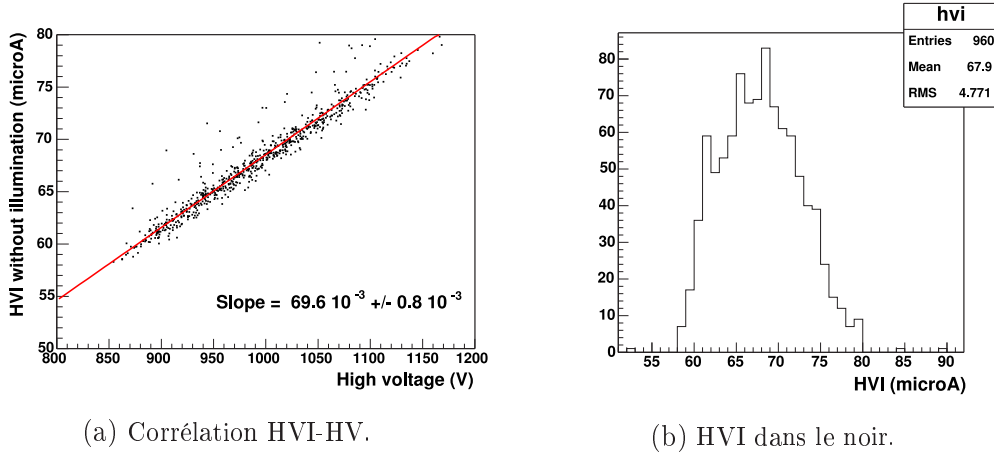 HVI without illumination (microA)
80
75
70
65
60
55
50
Slope = 69.6 10⁻³ +/- 0.8 10⁻³
800 850 900 950 1000 1050 1100 1150 1200
High voltage (V)
(a) Corrélation HVI-HV.
hvi
Entries 960
Mean 67.9
RMS 4.771
80
70
60
50
40
30
20
10
0
55 60 65 70 75 80 85 90
HVI (microA)
(b) HVI dans le noir.